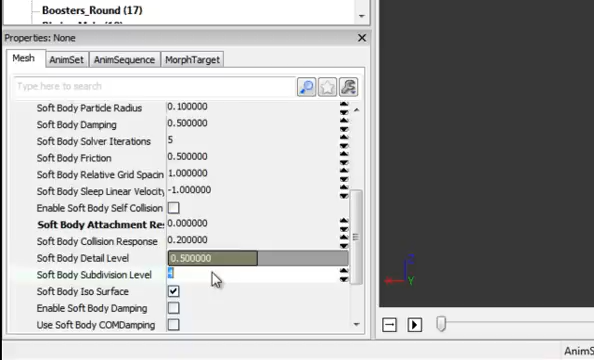 Boosters_Round (17)
Properties: None
Mesh AnimSet AnimSequence MorphTarget
Type here to search
Soft Body Particle Radius 0.100000
Soft Body Damping 0.500000
Soft Body Solver Iterations 5
Soft Body Friction 0.500000
Soft Body Relative Grid Spacin 1.000000
Soft Body Sleep Linear Velocity -1.000000
Enable Soft Body Self Collision
Soft Body Attachment Res 0.000000
Soft Body Collision Response 0.200000
Soft Body Detail Level 0.500000
Soft Body Subdivision Level 4
Soft Body Iso Surface
Enable Soft Body Damping
Use Soft Body COMDamping
Z
Y
AnimS